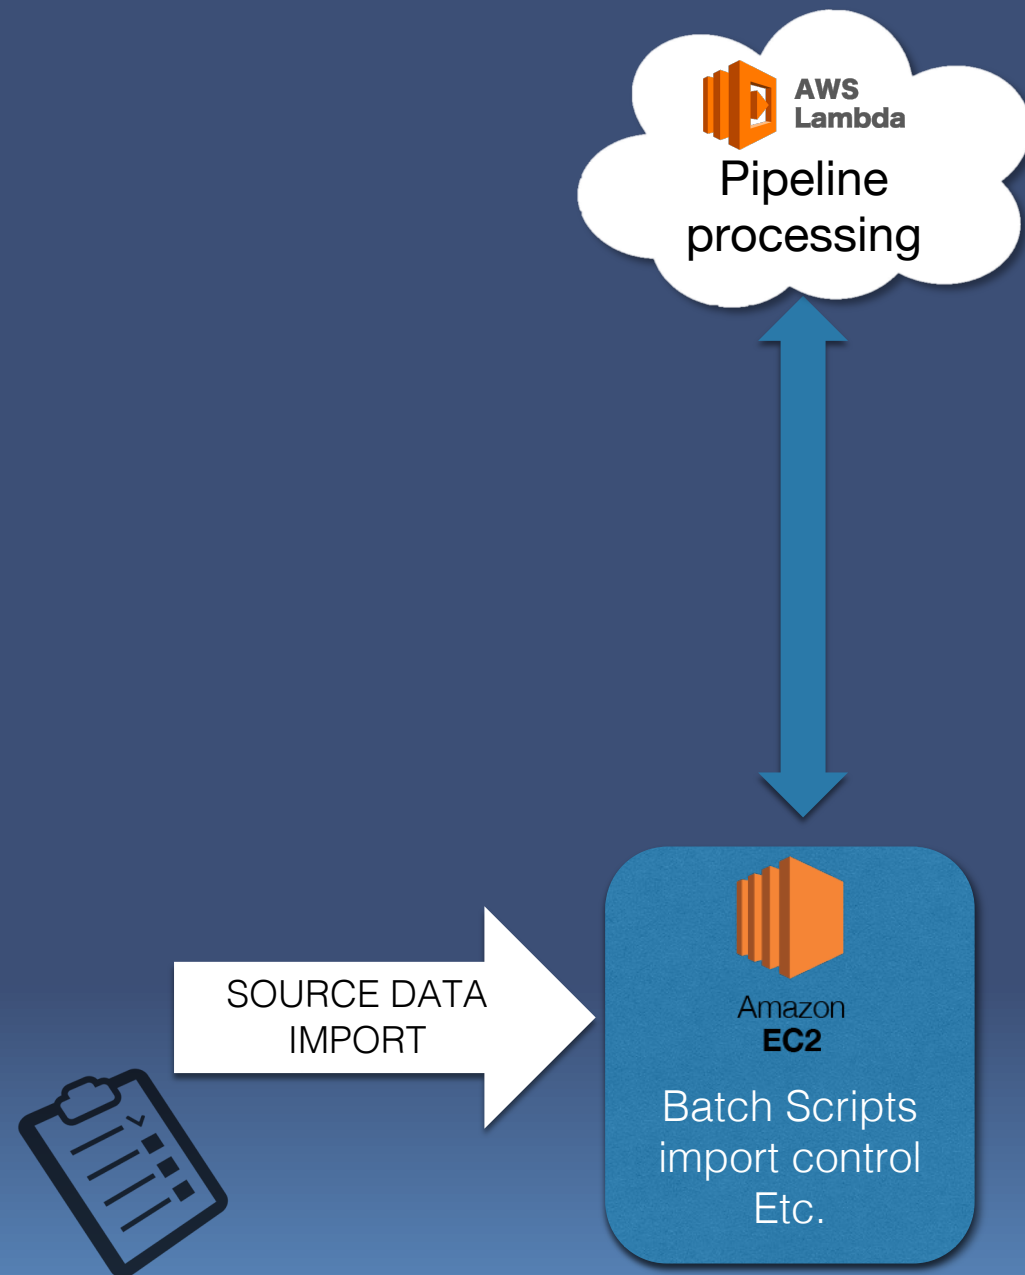 AWS
Lambda
Pipeline
processing
SOURCE DATA
IMPORT
Amazon
EC2
Batch Scripts
import control
Etc.